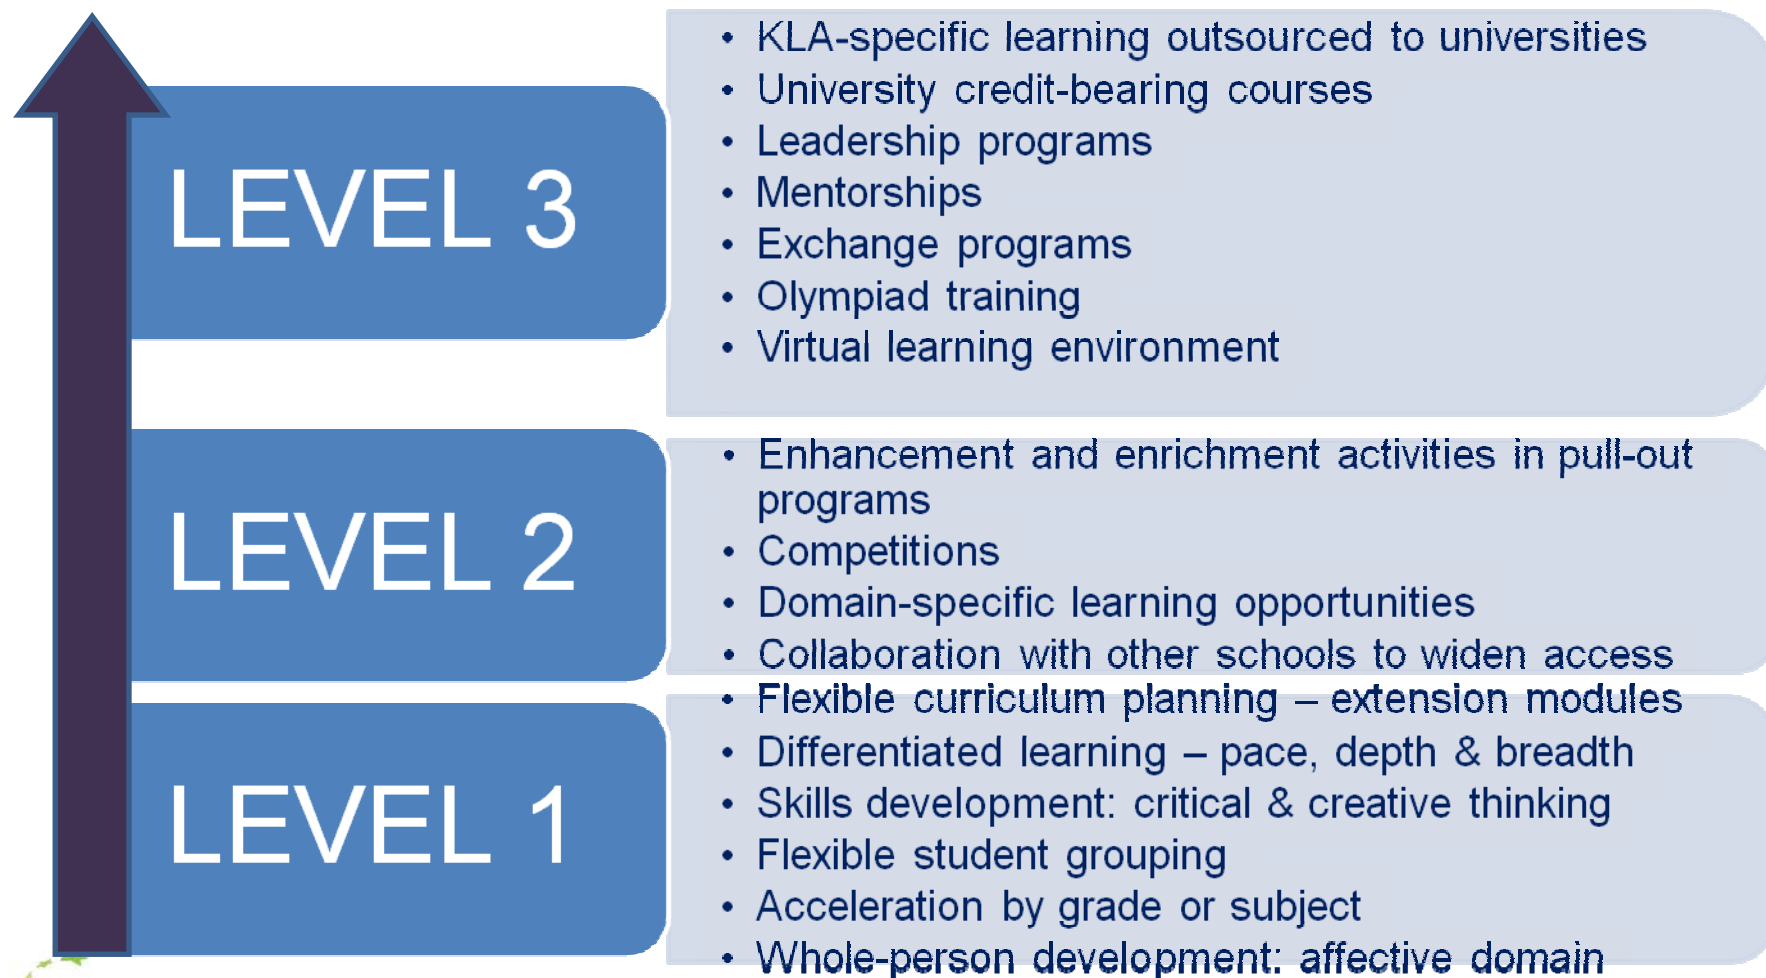 LEVEL 3
• KLA-specific learning outsourced to universities
• University credit-bearing courses
• Leadership programs
• Mentorships
• Exchange programs
• Olympiad training
• Virtual learning environment
LEVEL 2
• Enhancement and enrichment activities in pull-out
programs
• Competitions
• Domain-specific learning opportunities
• Collaboration with other schools to widen access
LEVEL 1
• Flexible curriculum planning – extension modules
• Differentiated learning – pace, depth & breadth
• Skills development: critical & creative thinking
• Flexible student grouping
• Acceleration by grade or subject
• Whole-person development: affective domain